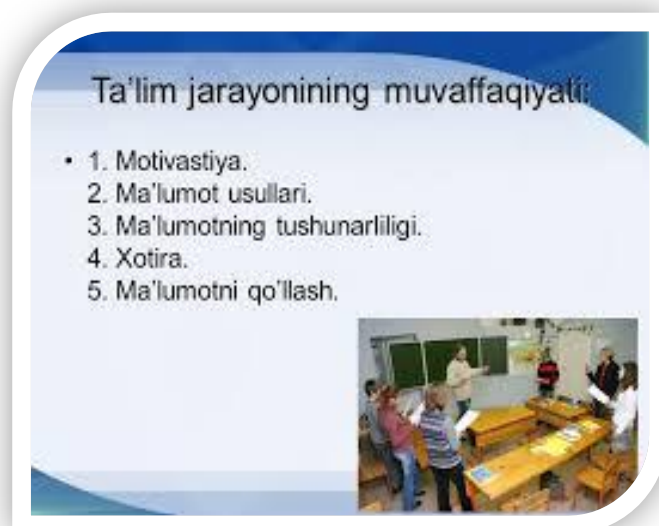 Ta'lim jarayonining muvaffaqiyati:
• 1. Motivastiya.
2. Ma'lumot usullari.
3. Ma'lumotning tushunarliligi.
4. Xotira.
5. Ma'lumotni qo'llash.